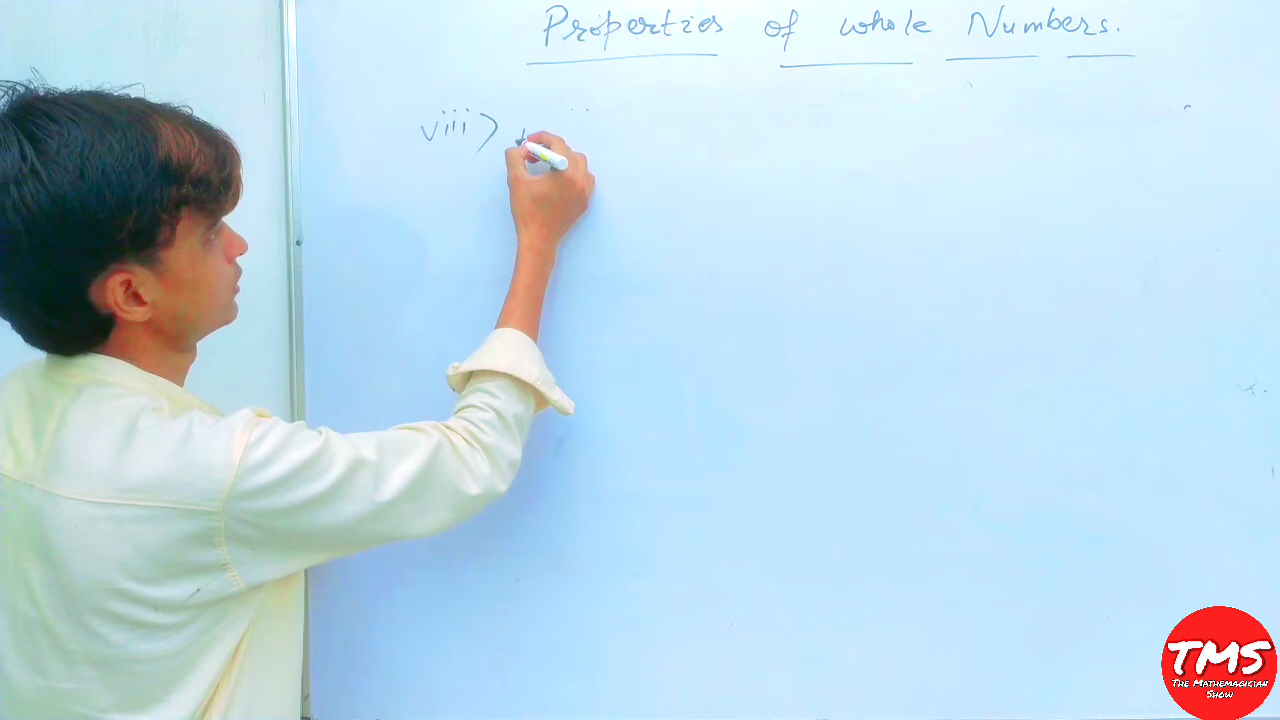 Properties of whole Numbers.
viii>
TMS
The Mathemagician
Show